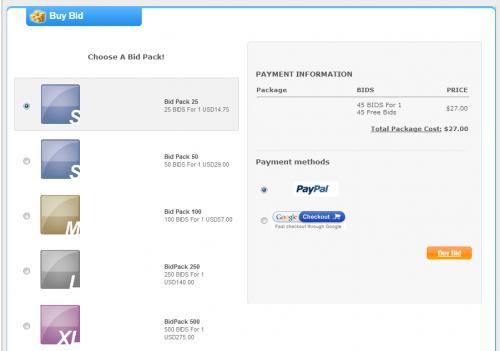 Buy Bid
Choose A Bid Pack!
S
Bid Pack 25
25 BIDS For 1 USD14.75
S
Bid Pack 50
50 BIDS For 1 USD29.00
M
Bid Pack 100
100 BIDS For 1 USD57.00
L
BidPack 250
250 BIDS For 1
USD140.00
XL
BidPack 500
500 BIDS For 1
USD275.00
PAYMENT INFORMATION
Package BIDS PRICE
45 BIDS For 1
45 Free Bids
$27.00
Total Package Cost: $27.00
Payment methods
PayPal
Google Checkout
Fast checkout through Google
Buy Bid